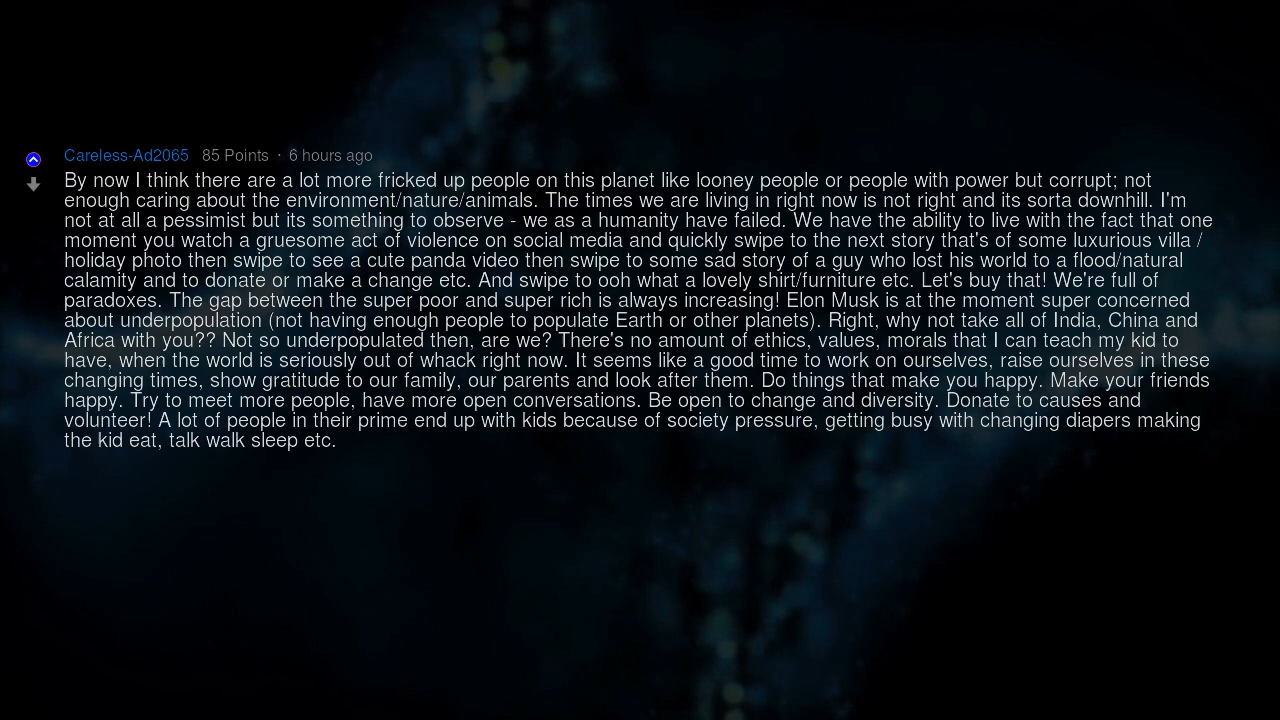 Careless-Ad2065 85 Points · 6 hours ago
By now I think there are a lot more fricked up people on this planet like looney people or people with power but corrupt; not
enough caring about the environment/nature/animals. The times we are living in right now is not right and its sorta downhill. I'm
not at all a pessimist but its something to observe - we as a humanity have failed. We have the ability to live with the fact that one
moment you watch a gruesome act of violence on social media and quickly swipe to the next story that's of some luxurious villa /
holiday photo then swipe to see a cute panda video then swipe to some sad story of a guy who lost his world to a flood/natural
calamity and to donate or make a change etc. And swipe to ooh what a lovely shirt/furniture etc. Let's buy that! We're full of
paradoxes. The gap between the super poor and super rich is always increasing! Elon Musk is at the moment super concerned
about underpopulation (not having enough people to populate Earth or other planets). Right, why not take all of India, China and
Africa with you?? Not so underpopulated then, are we? There's no amount of ethics, values, morals that I can teach my kid to
have, when the world is seriously out of whack right now. It seems like a good time to work on ourselves, raise ourselves in these
changing times, show gratitude to our family, our parents and look after them. Do things that make you happy. Make your friends
happy. Try to meet more people, have more open conversations. Be open to change and diversity. Donate to causes and
volunteer! A lot of people in their prime end up with kids because of society pressure, getting busy with changing diapers making
the kid eat, talk walk sleep etc.